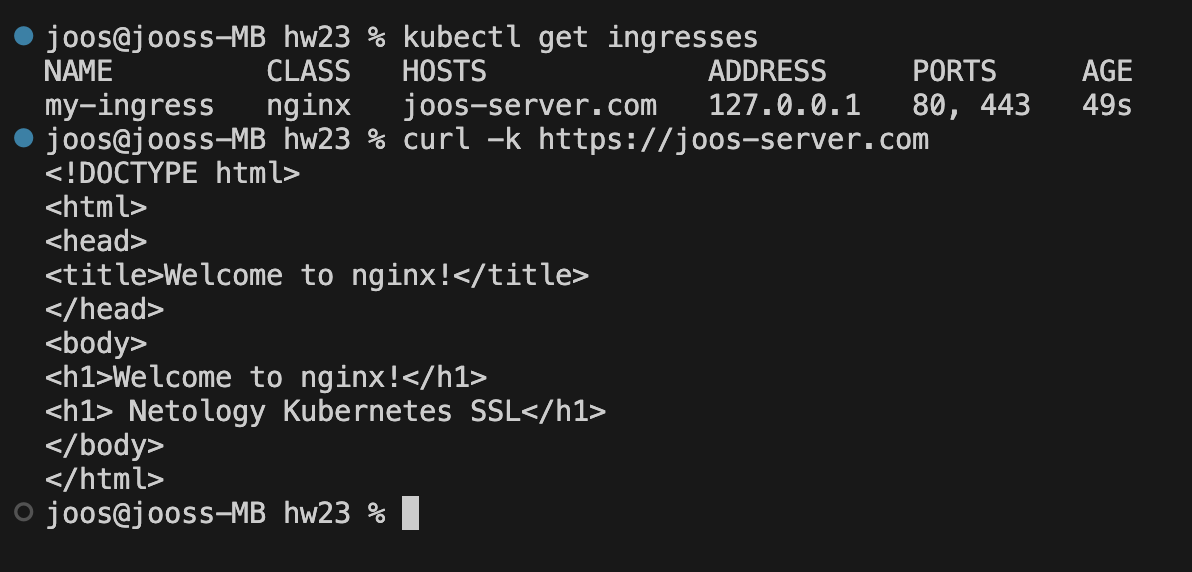 joos@jooss-MB hw23 % kubectl get ingresses
NAME         CLASS   HOSTS             ADDRESS     PORTS     AGE
my-ingress   nginx   joos-server.com   127.0.0.1   80, 443   49s
joos@jooss-MB hw23 % curl -k https://joos-server.com
<!DOCTYPE html>
<html>
<head>
<title>Welcome to nginx!</title>
</head>
<body>
<h1>Welcome to nginx!</h1>
<h1> Netology Kubernetes SSL</h1>
</body>
</html>
joos@jooss-MB hw23 %